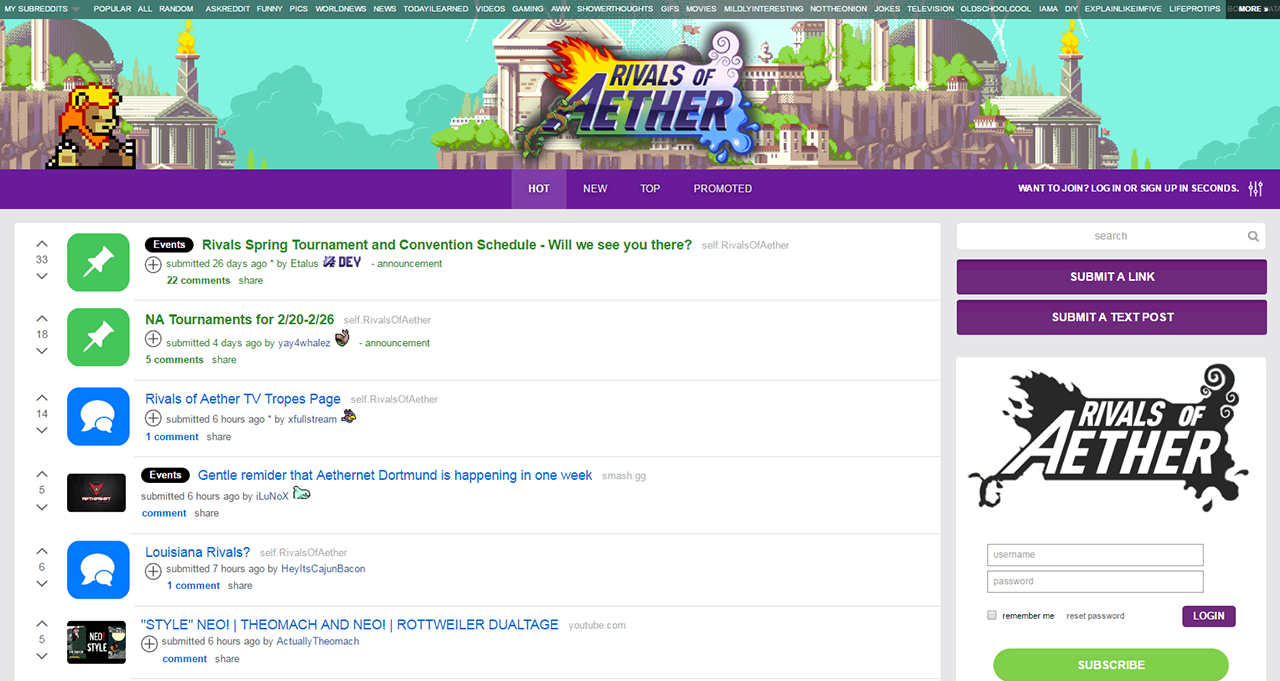 MY SUBREDDITS POPULAR ALL RANDOM ASKREDDIT FUNNY PICS WORLDNEWS NEWS TODAYILEARNED VIDEOS GAMING AWW SHOWERTHOUGHTS GIFS MOVIES MILDLYINTERESTING NOTTHEONION JOKES TELEVISION OLDSCHOOLCOOL IAMA DIY EXPLAINLIKEIMFIVE LIFEPROTIPS MORE »
RIVALS OF
AETHER
HOT NEW TOP PROMOTED WANT TO JOIN? LOG IN OR SIGN UP IN SECONDS.
33
Events Rivals Spring Tournament and Convention Schedule - Will we see you there? self.RivalsOfAether
submitted 26 days ago * by Etalus DEV - announcement
22 comments share
18
NA Tournaments for 2/20-2/26 self.RivalsOfAether
submitted 4 days ago by yay4whalez - announcement
5 comments share
14
Rivals of Aether TV Tropes Page self.RivalsOfAether
submitted 6 hours ago * by xfullstream
1 comment share
5
Events Gentle remider that Aethernet Dortmund is happening in one week smash.gg
submitted 6 hours ago by iLuNoX
comment share
6
Louisiana Rivals? self.RivalsOfAether
submitted 7 hours ago by HeyItsCajunBacon
1 comment share
5
NEO!
STYLE
"STYLE" NEO! | THEOMACH AND NEO! | ROTTWEILER DUALTAGE youtube.com
submitted 6 hours ago by ActuallyTheomach
comment share
search
SUBMIT A LINK
SUBMIT A TEXT POST
RIVALS OF
AETHER
username
password
remember me reset password LOGIN
SUBSCRIBE